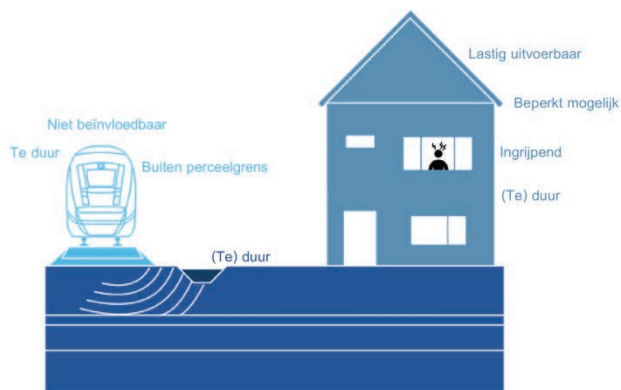 Lastig uitvoerbaar
Beperkt mogelijk
Niet beïnvloedbaar
Te duur
Buiten perceelgrens
Ingrijpend
(Te) duur
(Te) duur